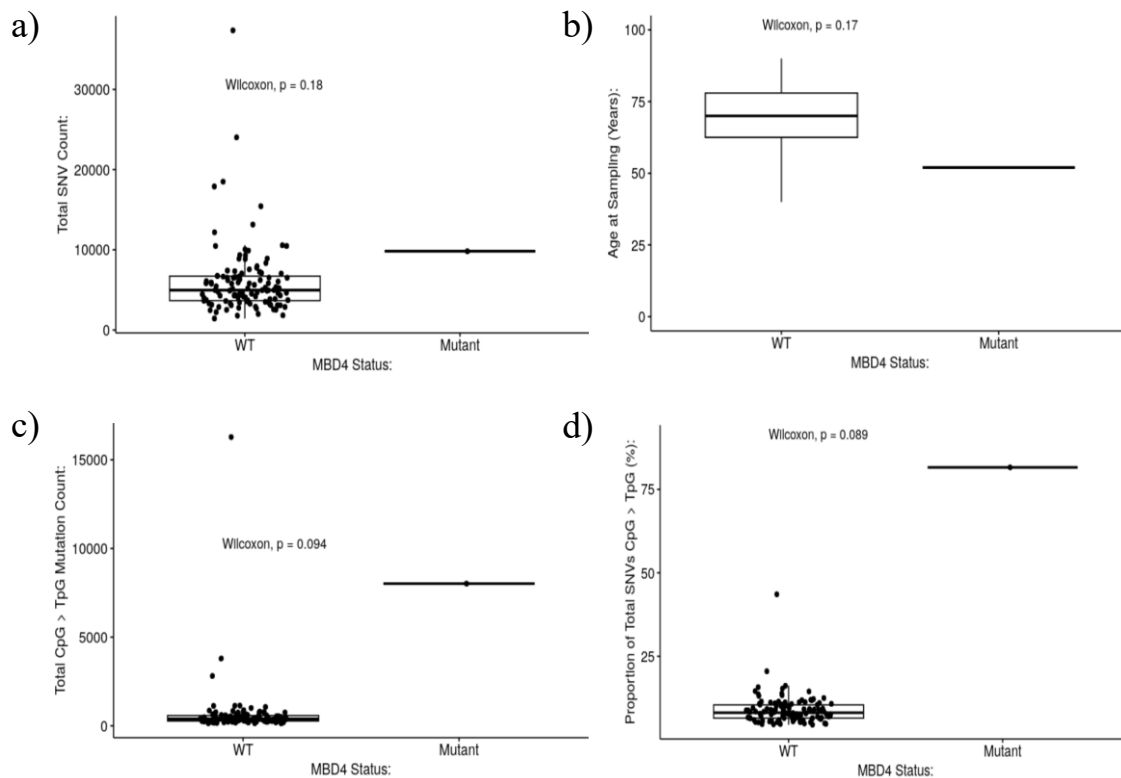 a)
Wilcoxon, p = 0.18
Total SNV Count:
30000
20000
10000
0
WT
Mutant
MBD4 Status:
b)
Wilcoxon, p = 0.17
Age at Sampling (Years):
100
75
50
25
0
WT
Mutant
MBD4 Status:
c)
Wilcoxon, p = 0.094
Total CpG > TpG Mutation Count:
15000
10000
5000
0
WT
Mutant
MBD4 Status:
d)
Wilcoxon, p = 0.089
Proportion of Total SNVs CpG > TpG (%):
75
50
25
WT
Mutant
MBD4 Status: